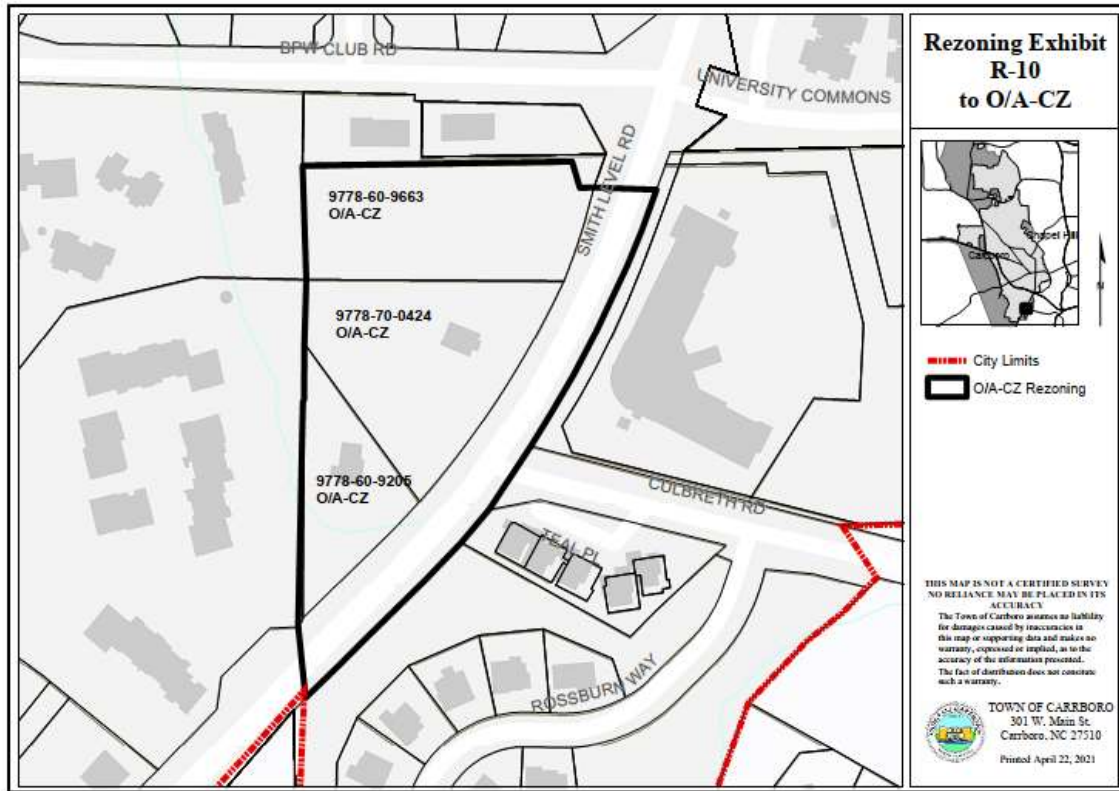 BPW CLUB RD
UNIVERSITY COMMONS
SMITH LEVEL RD
9778-60-9663
O/A-CZ
9778-70-0424
O/A-CZ
9778-60-9205
O/A-CZ
CULBRETH RD
TEAL PL
ROSSBURN WAY
Rezoning Exhibit
R-10
to O/A-CZ
Chapel Hill
Carrboro
N
City Limits
O/A-CZ Rezoning
THIS MAP IS NOT A CERTIFIED SURVEY
NO RELIANCE MAY BE PLACED IN ITS
ACCURACY
The Town of Carrboro assumes no liability
for damages caused by inaccuracies in
this map or supporting data and makes no
warranty, expressed or implied, as to the
accuracy of the information presented.
The fact of distribution does not constitute
such a warranty.
TOWN OF CARRBORO
301 W. Main St.
Carrboro, NC 27510
Printed April 22, 2021